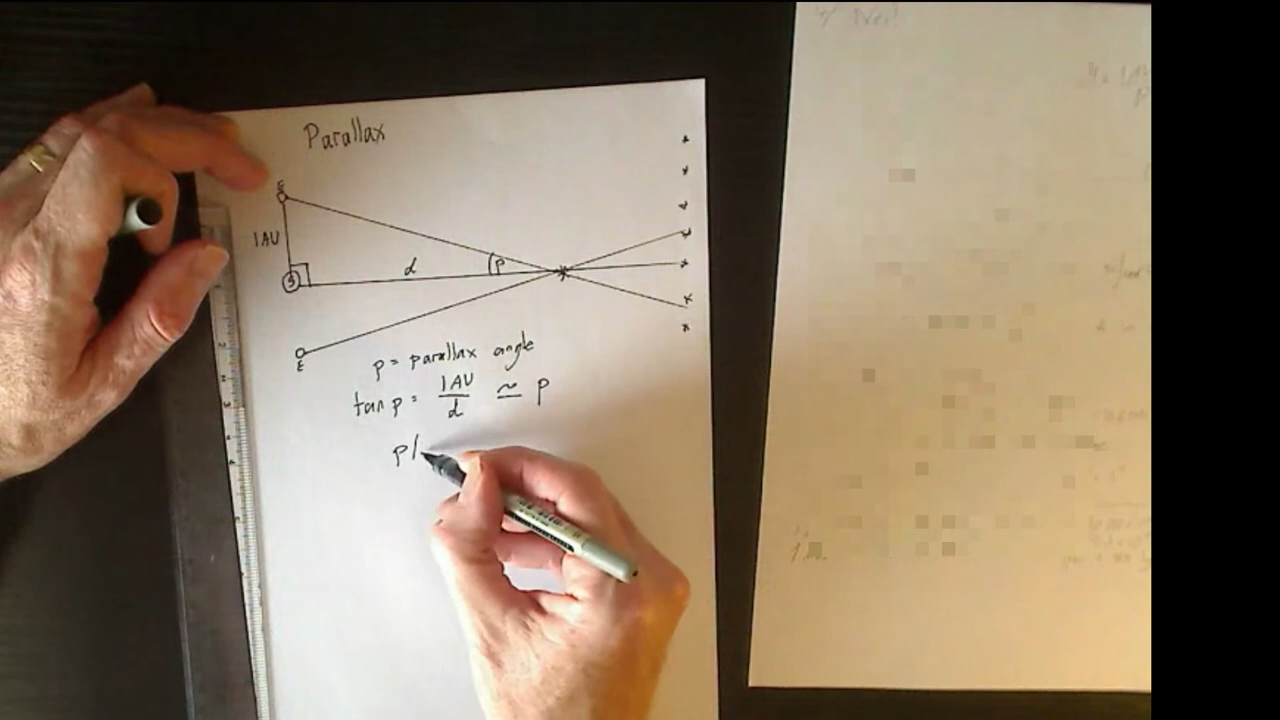 Parallax
E
1AU
S
d
p
E
p = parallax angle
tan p = 1AU/d ≃ p
p/